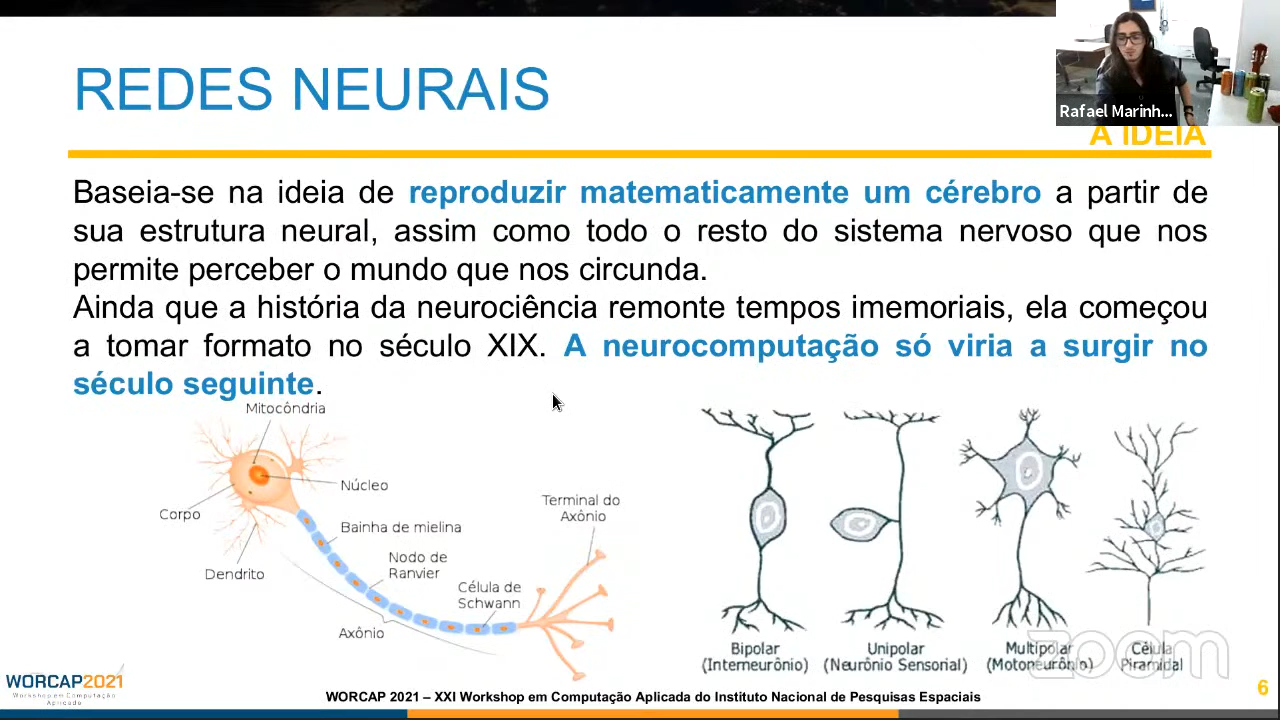 REDES NEURAIS
Rafael Marinh...
A IDEIA
Baseia-se na ideia de reproduzir matematicamente um cérebro a partir de
sua estrutura neural, assim como todo o resto do sistema nervoso que nos
permite perceber o mundo que nos circunda.
Ainda que a história da neurociência remonte tempos imemoriais, ela começou
a tomar formato no século XIX. A neurocomputação só viria a surgir no
século seguinte.
Mitocôndria
Núcleo
Corpo
Bainha de mielina
Dendrito
Nodo de
Ranvier
Célula de
Schwann
Axônio
Terminal do
Axônio
Bipolar
(Interneurônio)
Unipolar
(Neurônio Sensorial)
Multipolar
(Motoneurônio)
Célula
Piramidal
zoom
WORCAP2021
Workshop em Computação
Aplicada
WORCAP 2021 – XXI Workshop en Computação Aplicada do Instituto Nacional de Pesquisas Espaciais
6